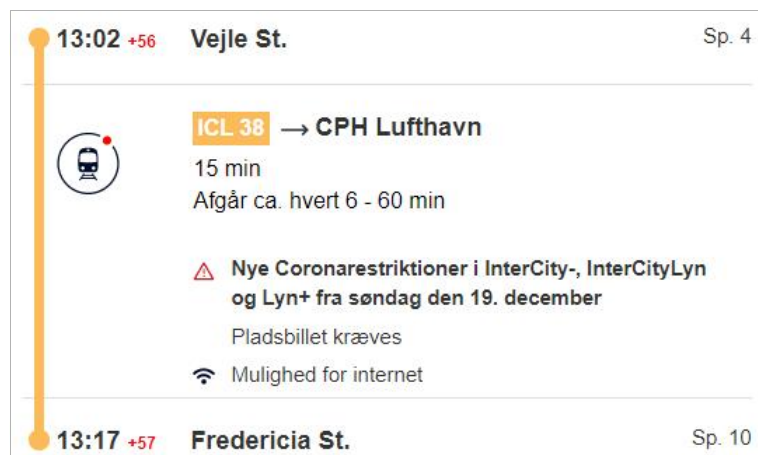 13:02 +56 Vejle St. Sp. 4
ICL 38 → CPH Lufthavn
15 min
Afgår ca. hvert 6 - 60 min
Nye Coronarestriktioner i InterCity-, InterCityLyn
og Lyn+ fra søndag den 19. december
Pladsbillet kræves
Mulighed for internet
13:17 +57 Fredericia St. Sp. 10